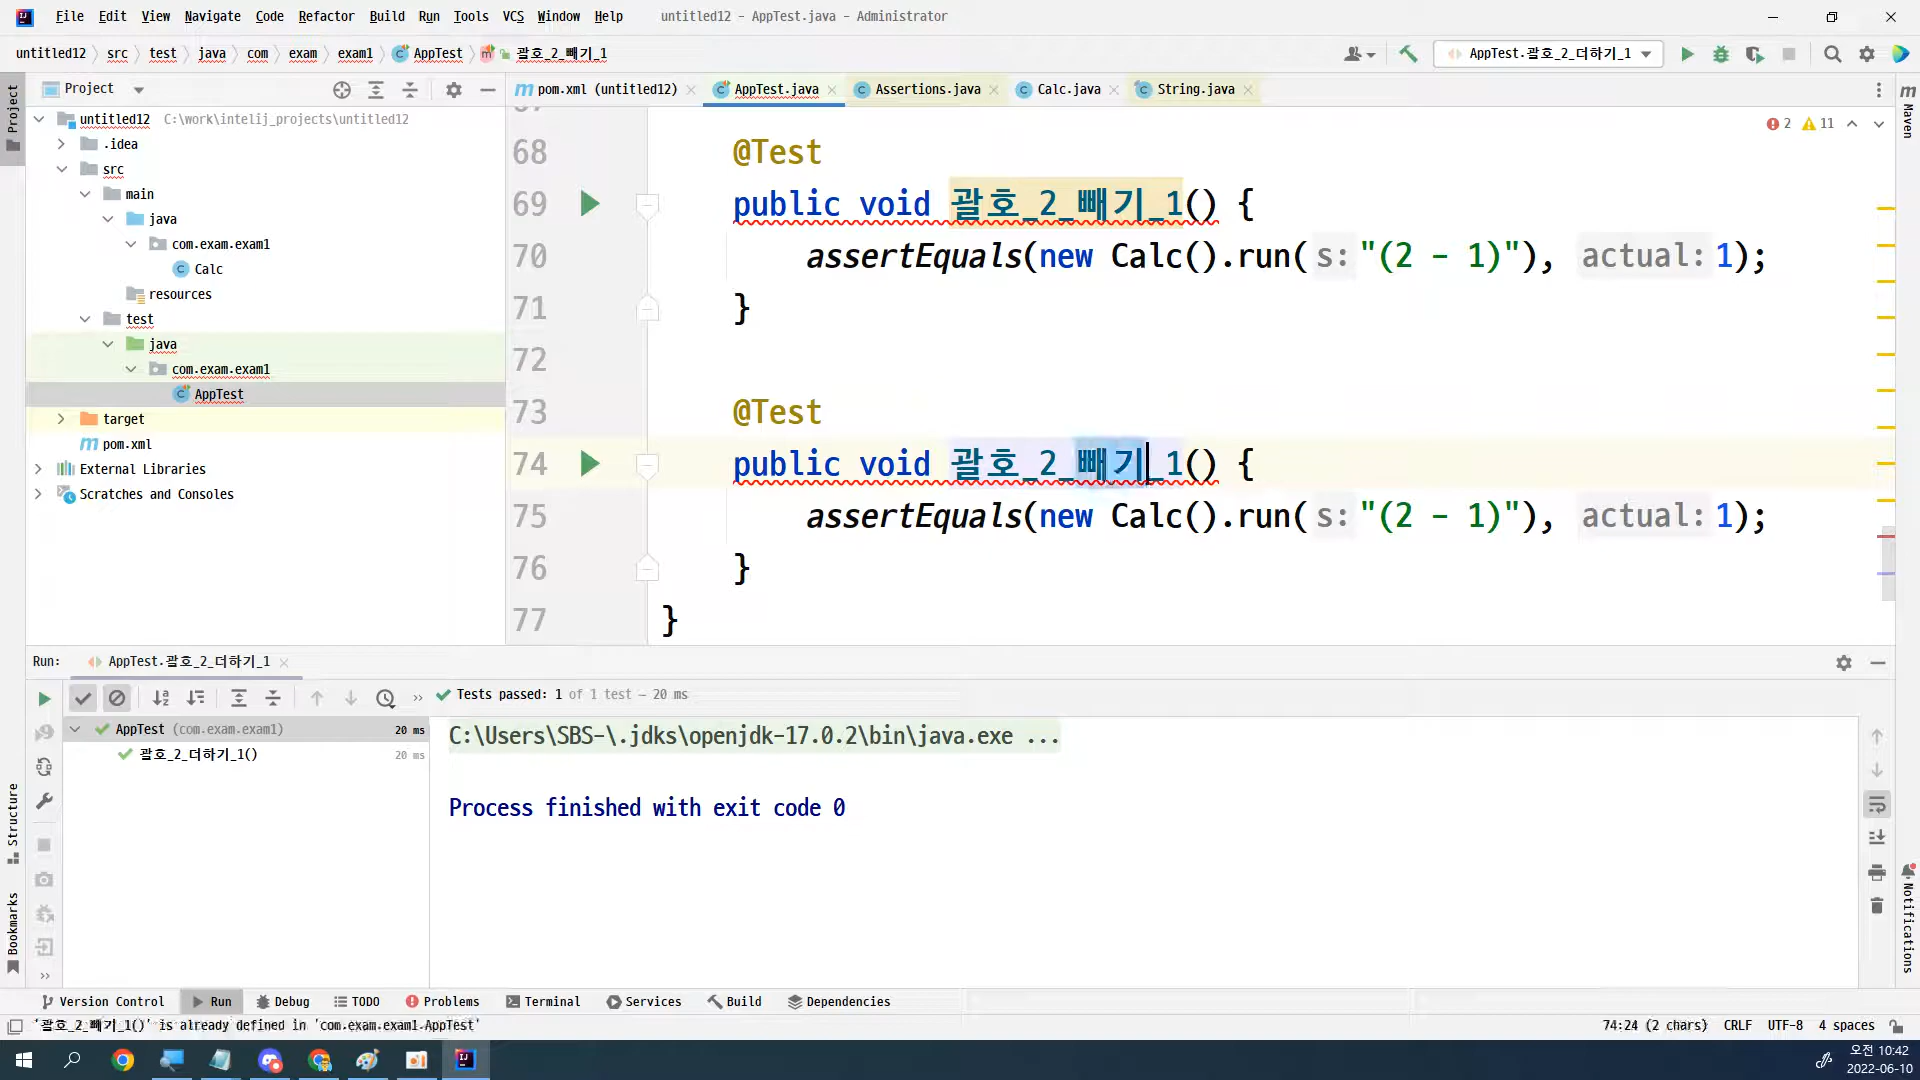 File Edit View Navigate Code Refactor Build Run Tools VCS Window Help untitled12 - AppTest.java - Administrator
untitled12 src test java com exam exam1 AppTest 괄호_2_빼기_1 AppTest.괄호_2_더하기_1
Project pom.xml (untitled12) AppTest.java Assertions.java Calc.java String.java
Project
Maven
untitled12 C:\work\intelij_projects\untitled12
.idea
src
main
java
com.exam.exam1
Calc
resources
test
java
com.exam.exam1
AppTest
target
pom.xml
External Libraries
Scratches and Consoles
2 11
68 @Test
69 public void 괄호_2_빼기_1() {
70 assertEquals(new Calc().run( s: "(2 - 1)"), actual: 1);
71 }
72
73 @Test
74 public void 괄호_2_빼기_1() {
75 assertEquals(new Calc().run( s: "(2 - 1)"), actual: 1);
76 }
77 }
Run: AppTest.괄호_2_더하기_1
Tests passed: 1 of 1 test – 20 ms
AppTest (com.exam.exam1) 20 ms
괄호_2_더하기_1() 20 ms
C:\Users\SBS-\.jdks\openjdk-17.0.2\bin\java.exe ...
Process finished with exit code 0
Structure
Bookmarks
Notifications
Version Control Run Debug TODO Problems Terminal Services Build Dependencies
'괄호_2_빼기_1()' is already defined in 'com.exam.exam1.AppTest' 74:24 (2 chars) CRLF UTF-8 4 spaces
오전 10:42
2022-06-10